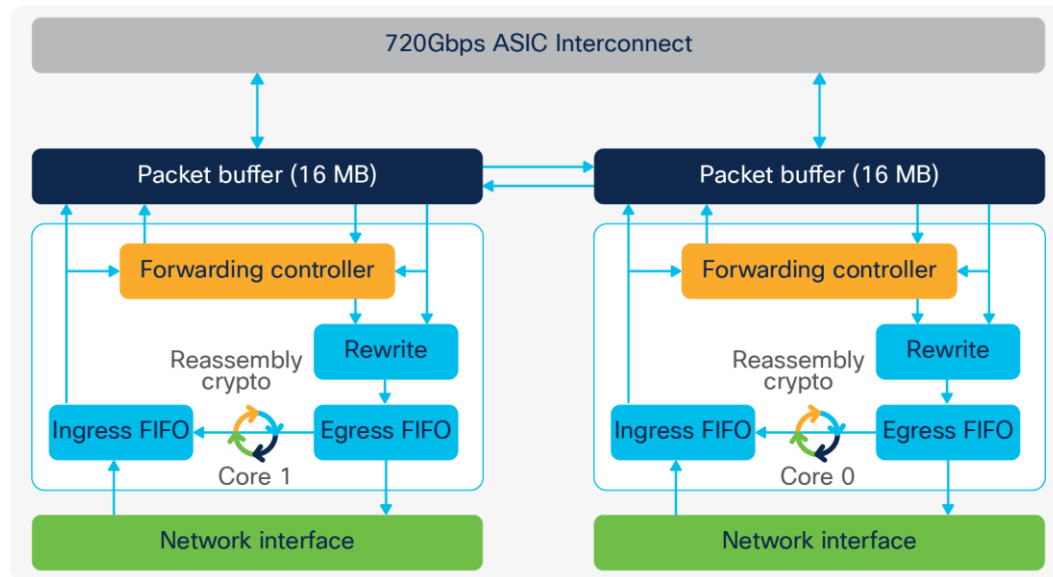 720Gbps ASIC Interconnect
Packet buffer (16 MB)
Packet buffer (16 MB)
Forwarding controller
Forwarding controller
Rewrite
Rewrite
Reassembly
crypto
Reassembly
crypto
Ingress FIFO
Egress FIFO
Ingress FIFO
Egress FIFO
Core 1
Core 0
Network interface
Network interface